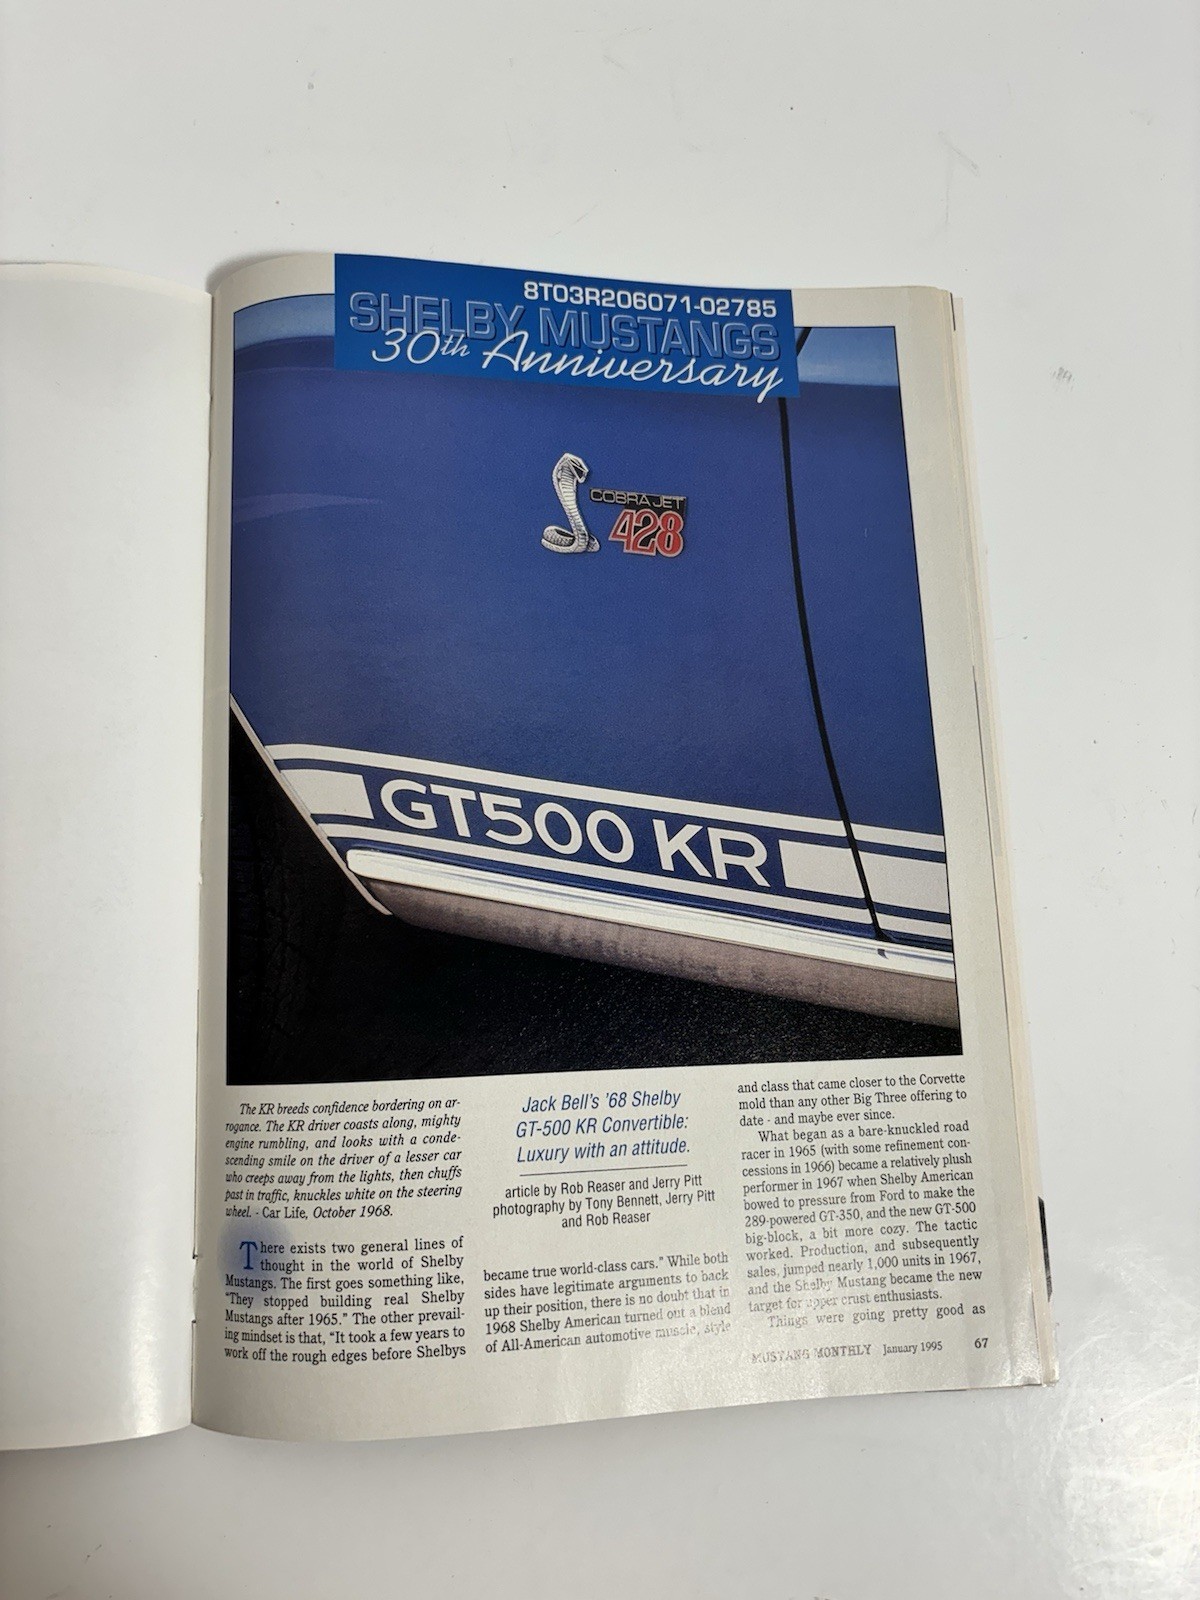 8T03R206071-02785
SHELBY MUSTANGS
30th Anniversary
COBRA JET
428
GT500 KR
The KR breeds confidence bordering on ar-
rogance. The KR driver coasts along, mighty
engine rumbling, and looks with a conde-
scending smile on the driver of a lesser car
who creeps away from the lights, then chuffs
past in traffic, knuckles white on the steering
wheel. - Car Life, October 1968.
There exists two general lines of
thought in the world of Shelby
Mustangs. The first goes something like,
"They stopped building real Shelby
Mustangs after 1965." The other prevail-
ing mindset is that, "It took a few years to
work off the rough edges before Shelbys
Jack Bell's '68 Shelby
GT-500 KR Convertible:
Luxury with an attitude.
article by Rob Reaser and Jerry Pitt
photography by Tony Bennett, Jerry Pitt
and Rob Reaser
became true world-class cars." While both
sides have legitimate arguments to back
up their position, there is no doubt that in
1968 Shelby American turned out a blend
of All-American automotive muscle, style
and class that came closer to the Corvette
mold than any other Big Three offering to
date - and maybe ever since.
What began as a bare-knuckled road
racer in 1965 (with some refinement con-
cessions in 1966) became a relatively plush
performer in 1967 when Shelby American
bowed to pressure from Ford to make the
289-powered GT-350, and the new GT-500
big-block, a bit more cozy. The tactic
worked. Production, and subsequently
sales, jumped nearly 1,000 units in 1967,
and the Shelby Mustang became the new
target for upper crust enthusiasts.
Things were going pretty good as
MUSTANG MONTHLY January 1995 67